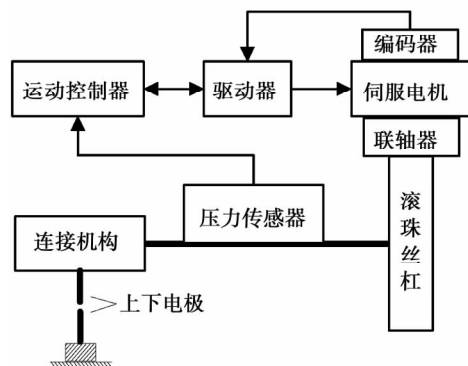 编码器
运动控制器
驱动器
伺服电机
联轴器
压力传感器
滚珠丝杠
连接机构
上下电极